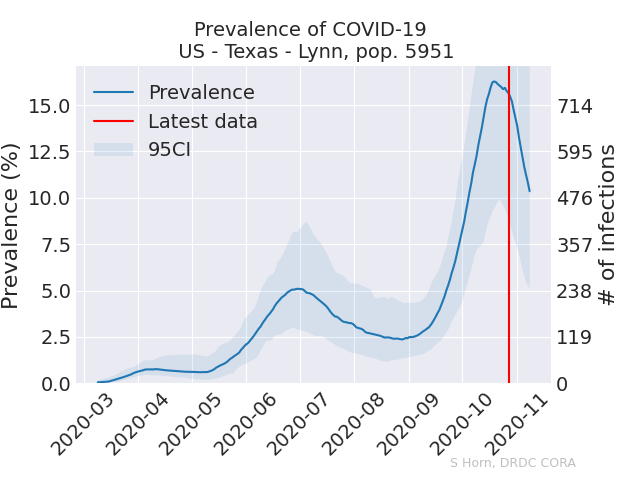 Prevalence of COVID-19
US - Texas - Lynn, pop. 5951
Prevalence
Latest data
95CI
Prevalence (%)
15.0
12.5
10.0
7.5
5.0
2.5
0.0
714
595
476
357
238
119
0
# of infections
2020-03
2020-04
2020-05
2020-06
2020-07
2020-08
2020-09
2020-10
2020-11
S Horn, DRDC CORA